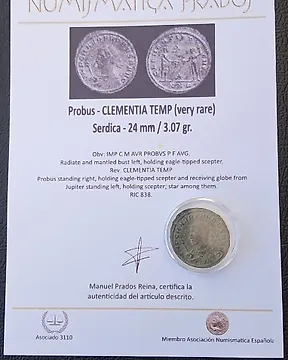 NUMISMATICA PRADOS
Probus - CLEMENTIA TEMP (very rare)
Serdica - 24 mm / 3.07 gr.
Obv: IMP C M AVR PROBVS P F AVG.
Radiate and mantled bust left, holding eagle-tipped scepter.
Rev. CLEMENTIA TEMP
Probus standing right, holding eagle-tipped scepter and receiving globe from
Jupiter standing left, holding scepter; star among them.
RIC 838.
Manuel Prados Reina, certifica la
autenticidad del artículo descrito.
Asociado 3110
Miembro Asociación Numismatica Española